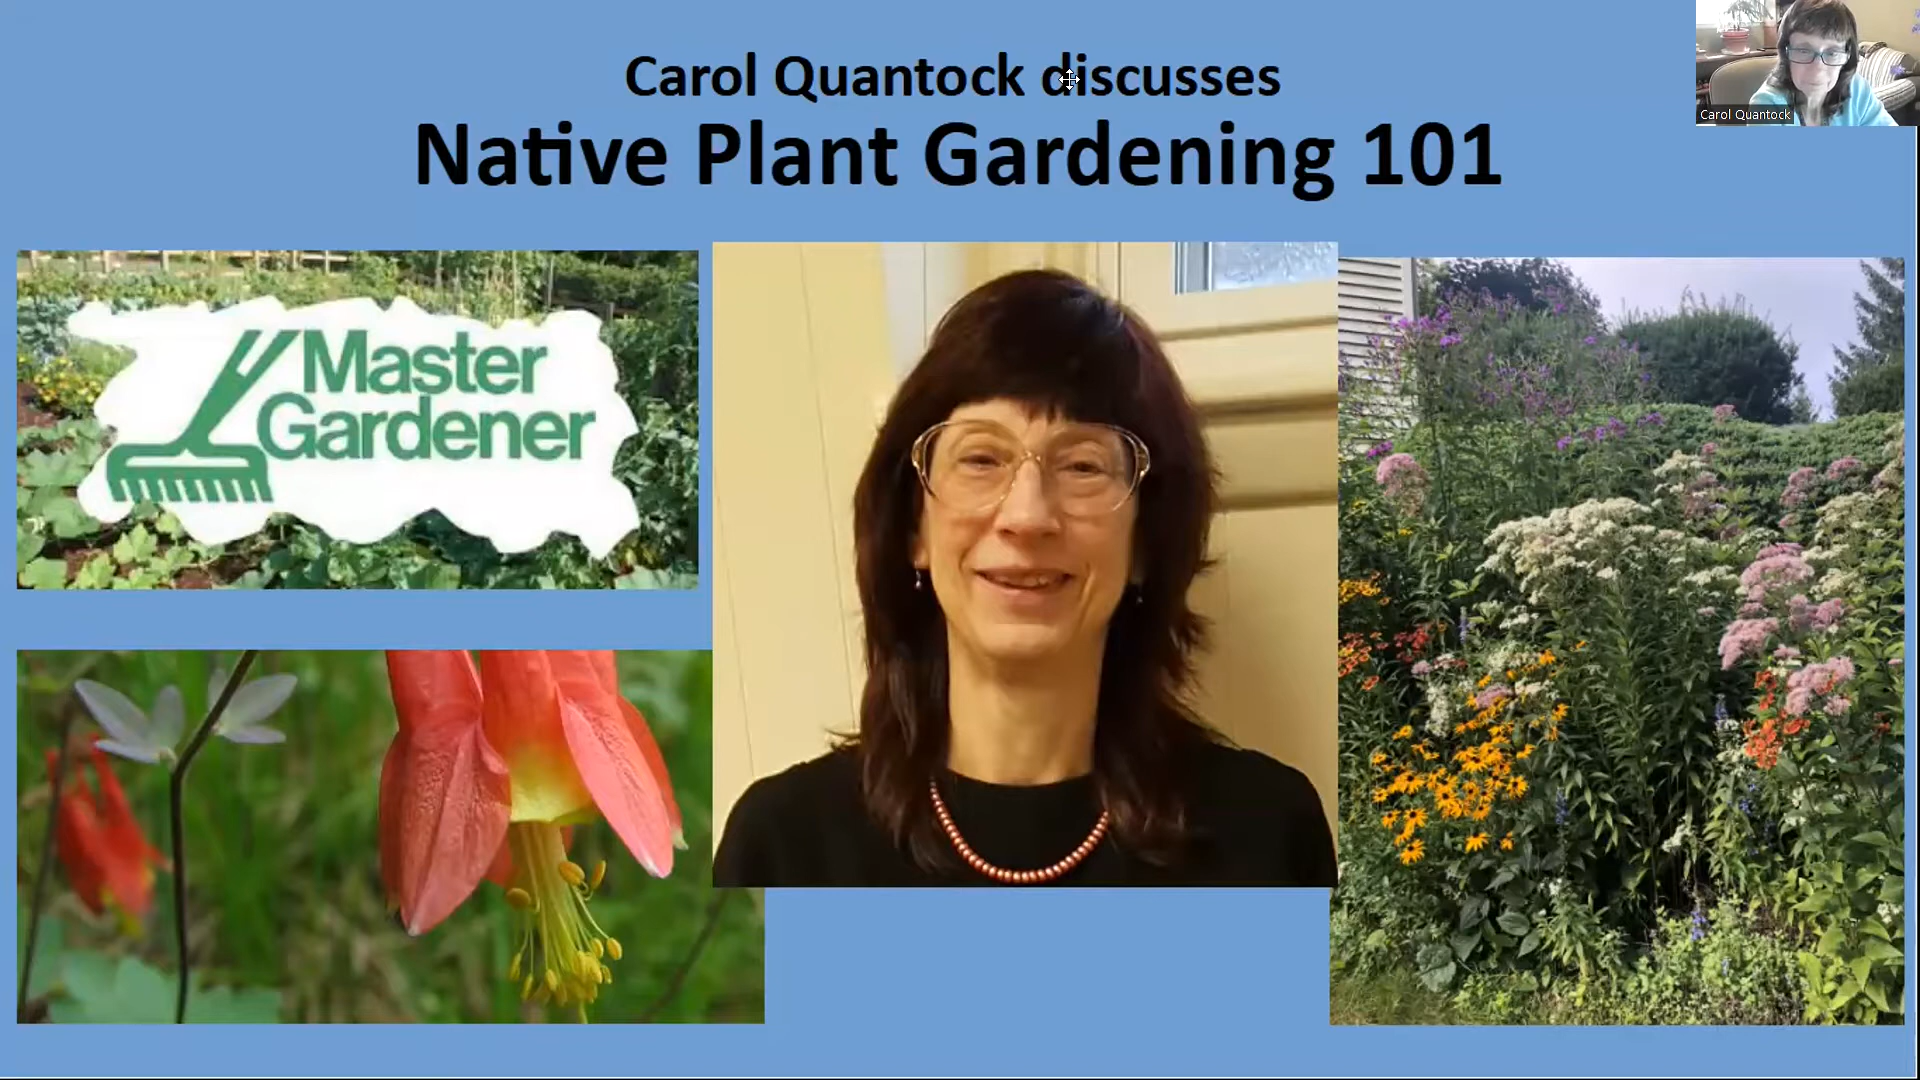 Carol Quantock discusses
Native Plant Gardening 101
Carol Quantock
Master
Gardener